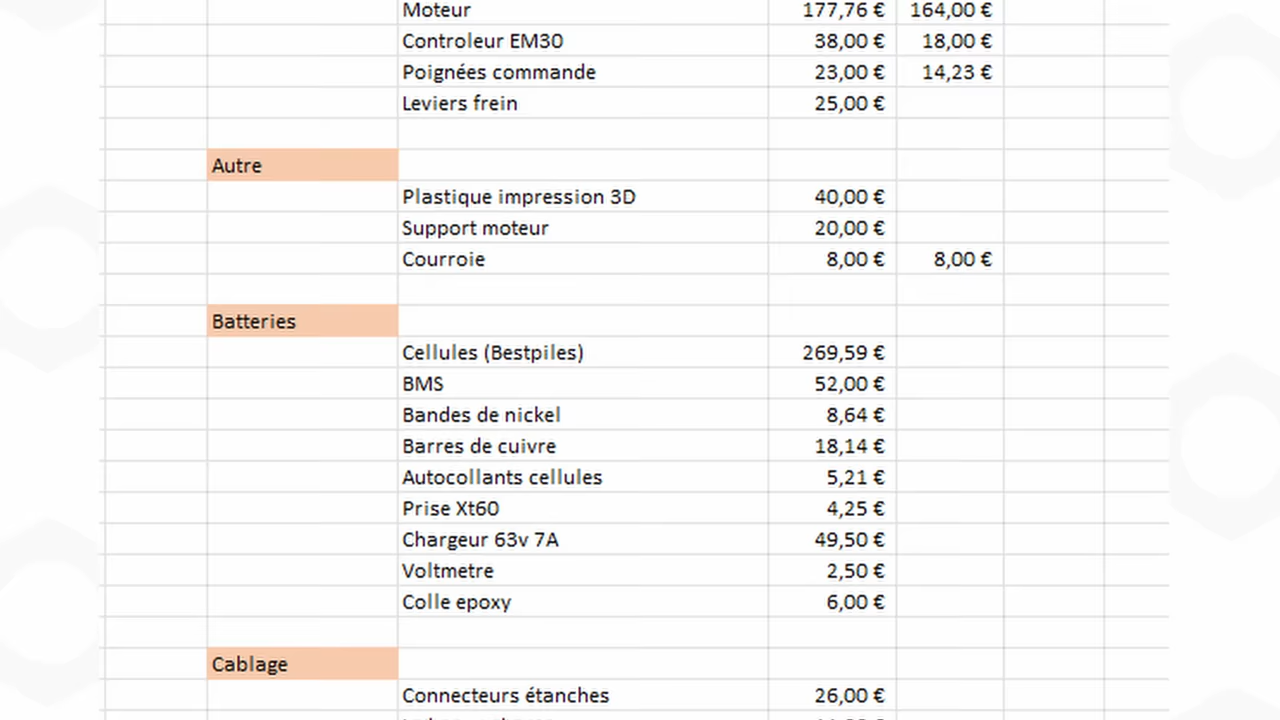 Moteur 177,76 € 164,00 €
Controleur EM30 38,00 € 18,00 €
Poignées commande 23,00 € 14,23 €
Leviers frein 25,00 €
Autre
Plastique impression 3D 40,00 €
Support moteur 20,00 €
Courroie 8,00 € 8,00 €
Batteries
Cellules (Bestpiles) 269,59 €
BMS 52,00 €
Bandes de nickel 8,64 €
Barres de cuivre 18,14 €
Autocollants cellules 5,21 €
Prise Xt60 4,25 €
Chargeur 63v 7A 49,50 €
Voltmetre 2,50 €
Colle epoxy 6,00 €
Cablage
Connecteurs étanches 26,00 €